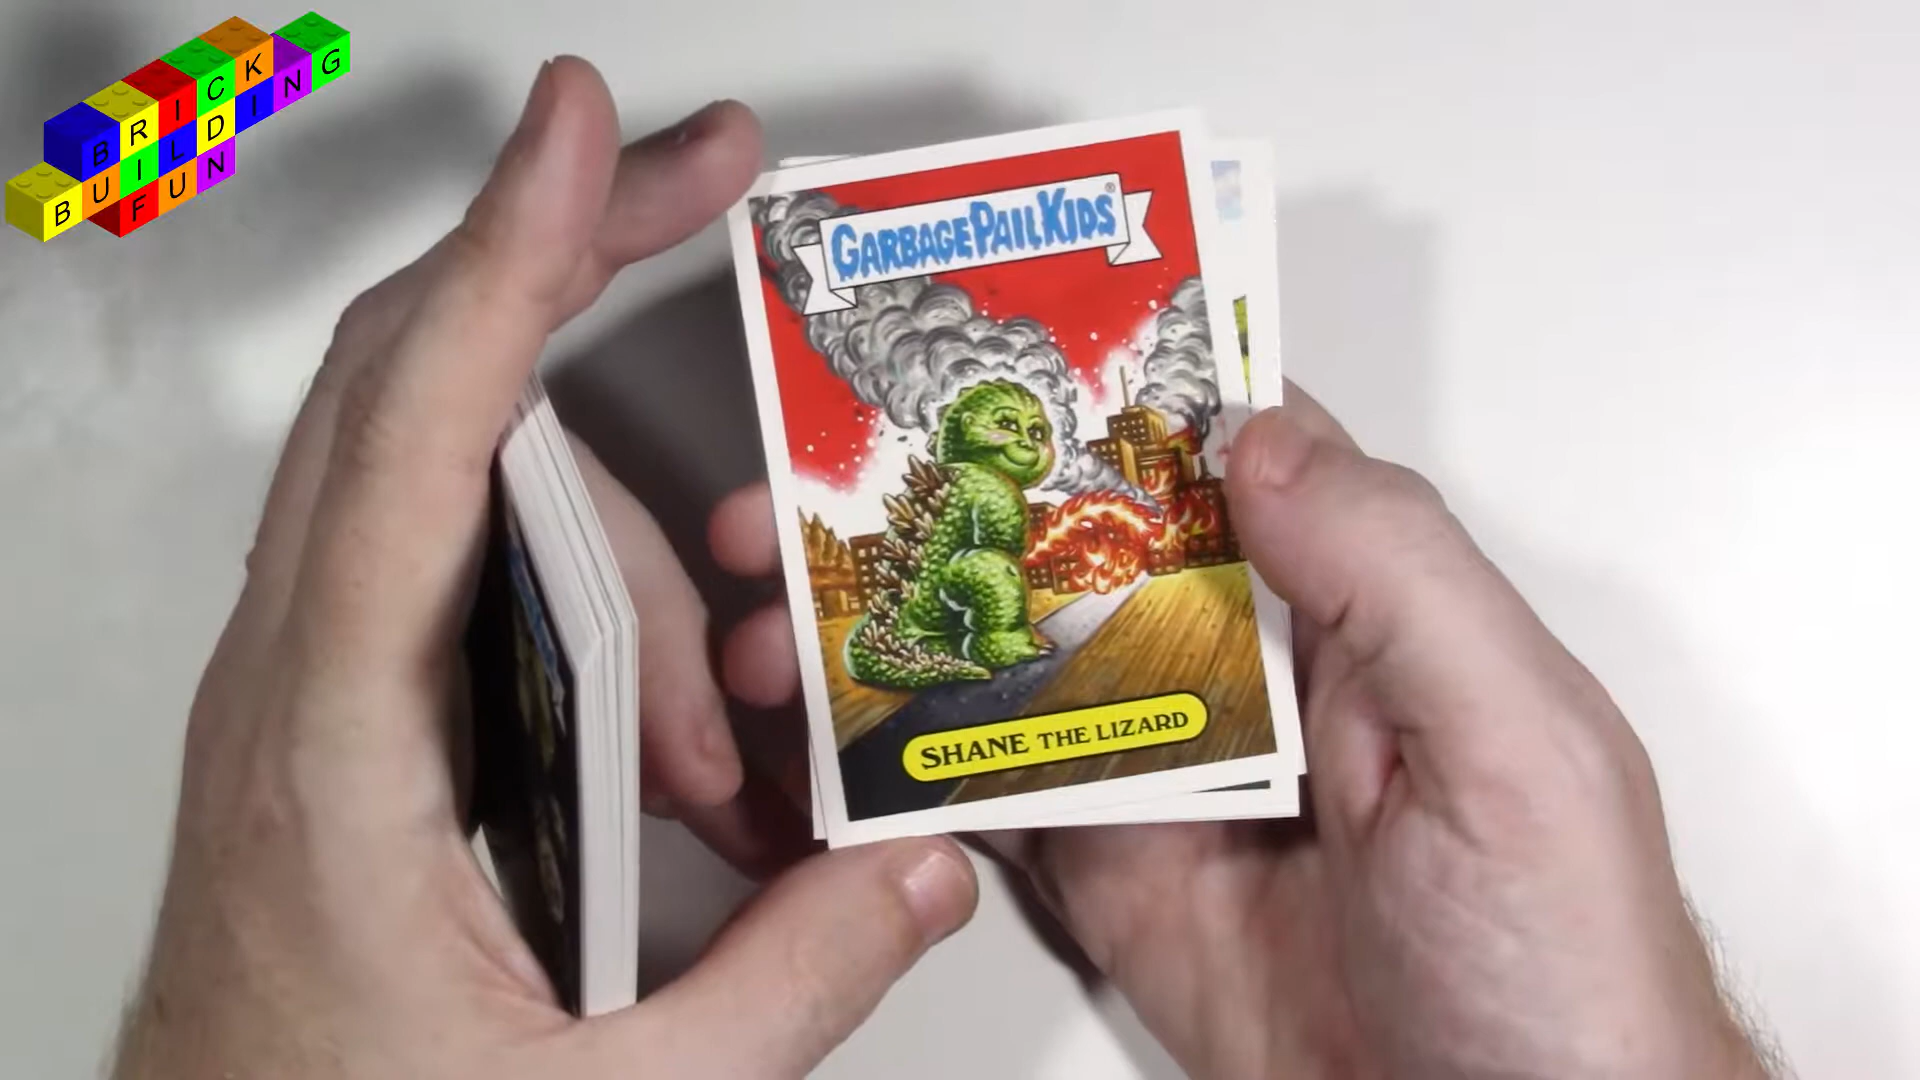 BRICK
BUILDING
FUN
GARBAGE PAIL KIDS®
SHANE THE LIZARD